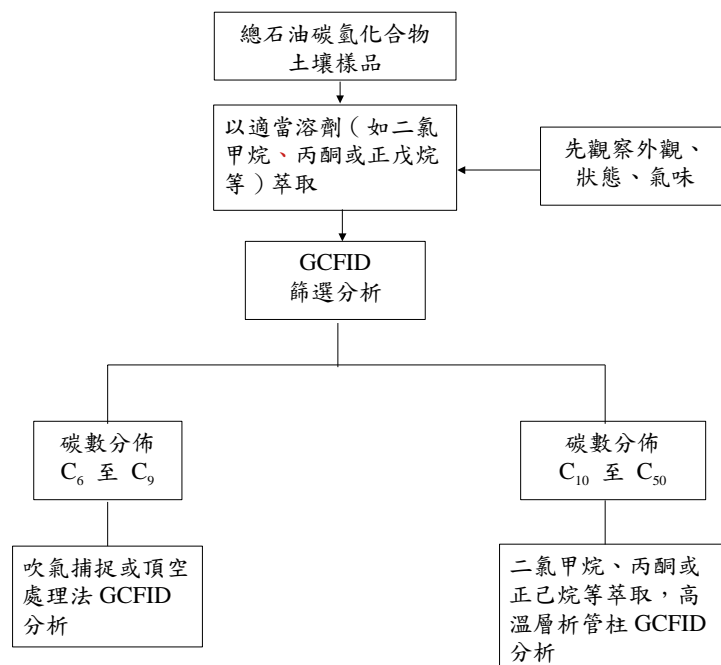 總石油碳氫化合物
土壤樣品
以適當溶劑（如二氯
甲烷、丙酮或正戊烷
等）萃取
先觀察外觀、
狀態、氣味
GCFID
篩選分析
碳數分佈
C₆ 至 C₉
碳數分佈
C₁₀ 至 C₅₀
吹氣捕捉或頂空
處理法 GCFID
分析
二氯甲烷、丙酮或
正己烷等萃取，高
溫層析管柱 GCFID
分析